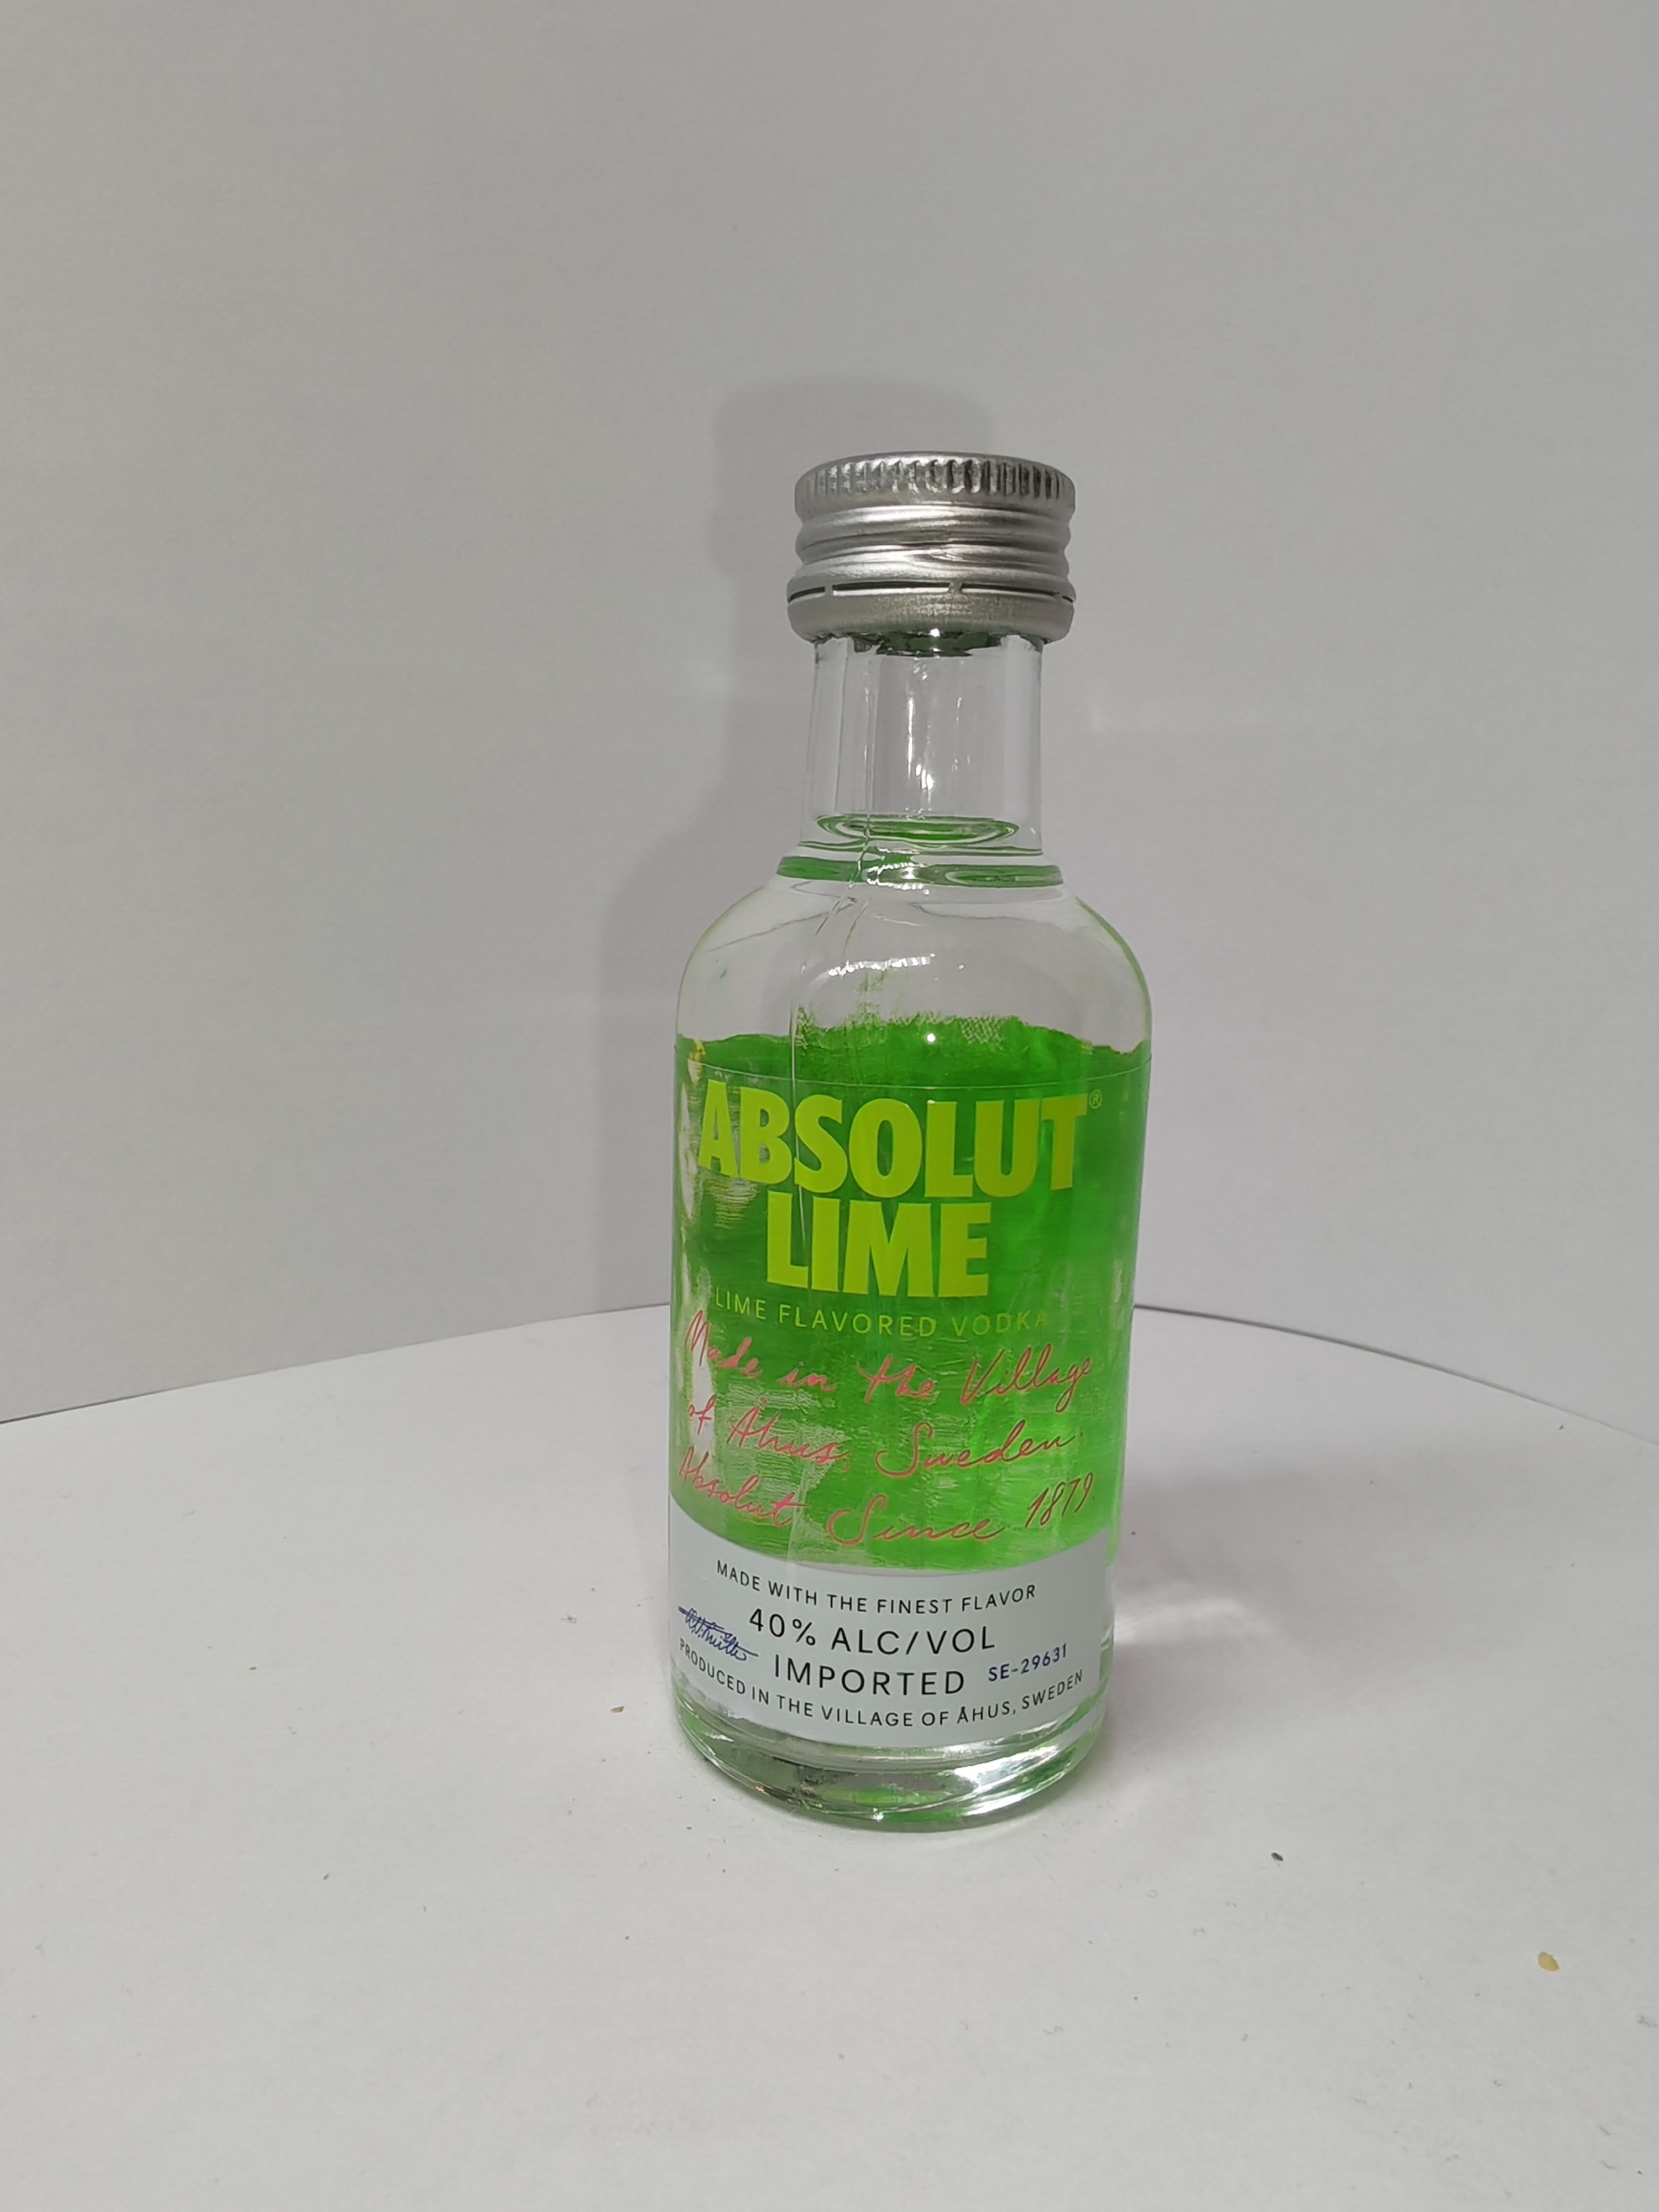 ABSOLUT®
LIME
LIME FLAVORED VODKA
Made in the Village
of Åhus, Sweden.
Absolut Since 1879.
MADE WITH THE FINEST FLAVOR
40% ALC/VOL
IMPORTED SE-29631
PRODUCED IN THE VILLAGE OF ÅHUS, SWEDEN